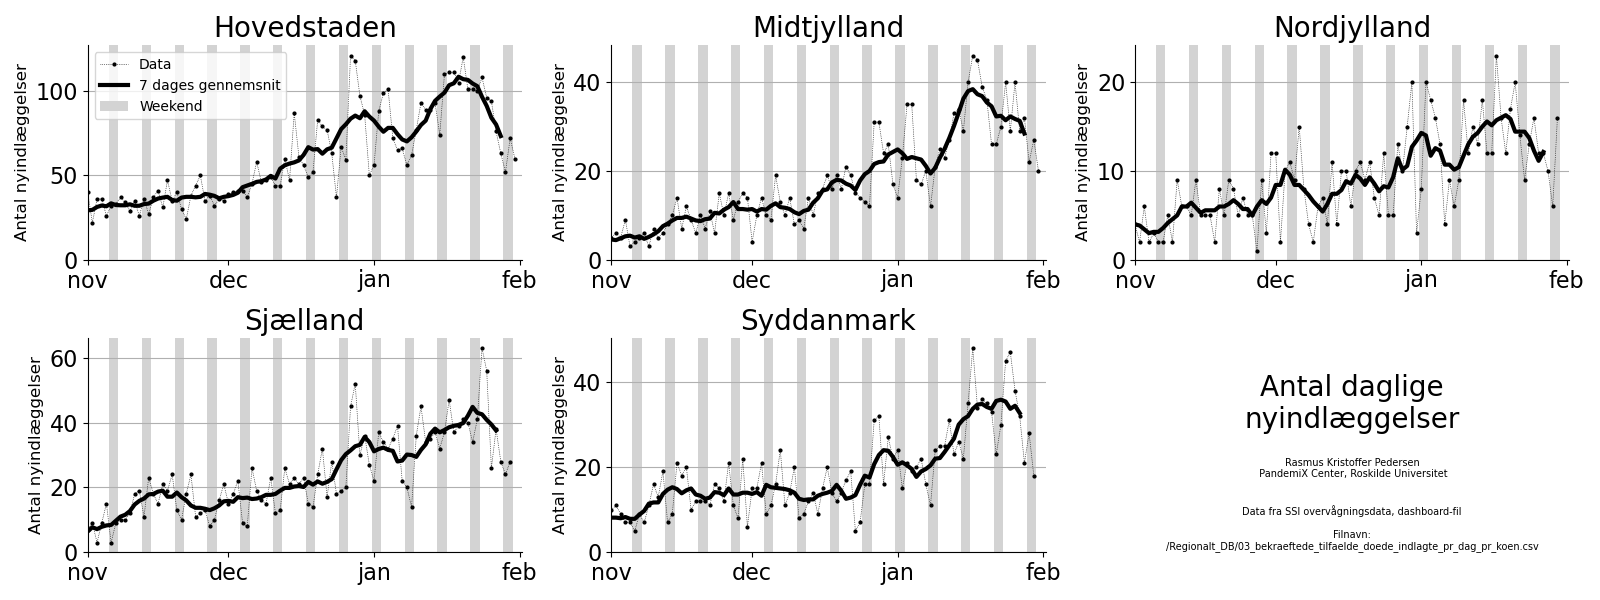 Hovedstaden
Antal nyindlæggelser
100
50
0
nov
dec
jan
feb
Data
7 dages gennemsnit
Weekend
Midtjylland
Antal nyindlæggelser
40
20
0
nov
dec
jan
feb
Nordjylland
Antal nyindlæggelser
20
10
0
nov
dec
jan
feb
Sjælland
Antal nyindlæggelser
60
40
20
0
nov
dec
jan
feb
Syddanmark
Antal nyindlæggelser
40
20
0
nov
dec
jan
feb
Antal daglige
nyindlæggelser
Rasmus Kristoffer Pedersen
PandemiX Center, Roskilde Universitet
Data fra SSI overvågningsdata, dashboard-fil
Filnavn:
/Regionalt_DB/03_bekraeftede_tilfaelde_doede_indlagte_pr_dag_pr_koen.csv